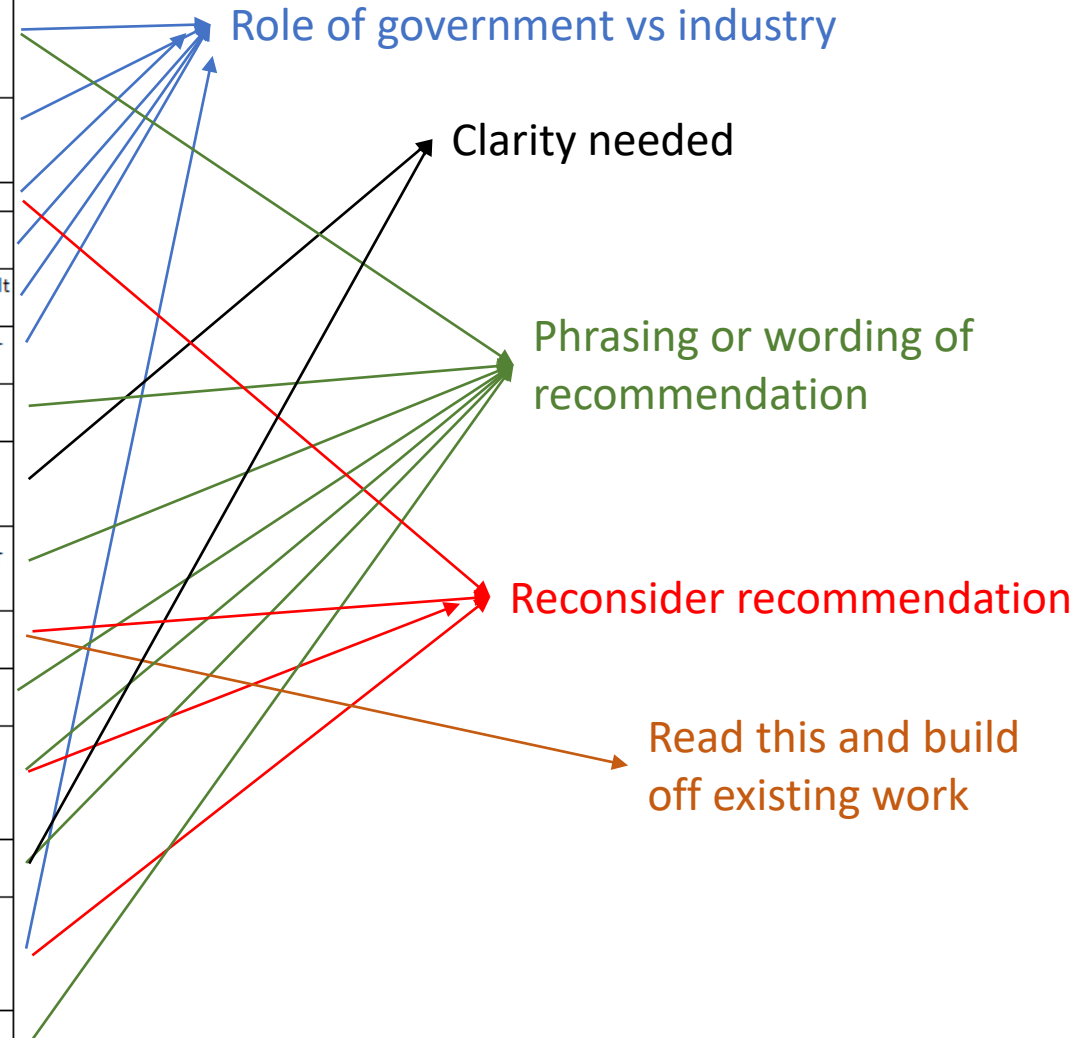 Role of government vs industry
Clarity needed
lt
Phrasing or wording of
recommendation
Reconsider recommendation
Read this and build
off existing work